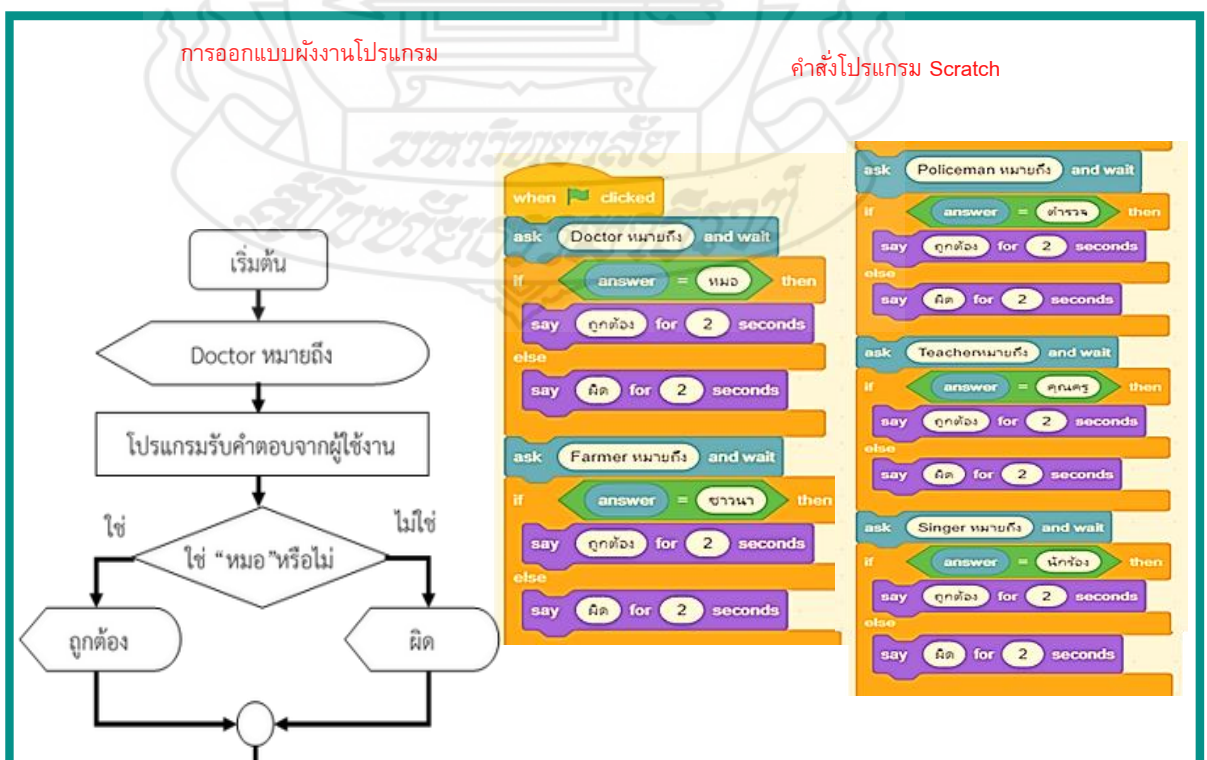 การออกแบบผังงานโปรแกรม
คำสั่งโปรแกรม Scratch
มหาวิทยาลัย
เริ่มต้น
Doctor หมายถึง
โปรแกรมรับคำตอบจากผู้ใช้งาน
ใช่
ไม่ใช่
ใช่ “หมอ”หรือไม่
ถูกต้อง
ผิด
when clicked
ask Doctor หมายถึง and wait
if answer = หมอ then
say ถูกต้อง for 2 seconds
else
say ผิด for 2 seconds
ask Farmer หมายถึง and wait
if answer = ชาวนา then
say ถูกต้อง for 2 seconds
else
say ผิด for 2 seconds
ask Policeman หมายถึง and wait
if answer = ตำรวจ then
say ถูกต้อง for 2 seconds
else
say ผิด for 2 seconds
ask Teacherหมายถึง and wait
if answer = คุณครู then
say ถูกต้อง for 2 seconds
else
say ผิด for 2 seconds
ask Singer หมายถึง and wait
if answer = นักร้อง then
say ถูกต้อง for 2 seconds
else
say ผิด for 2 seconds